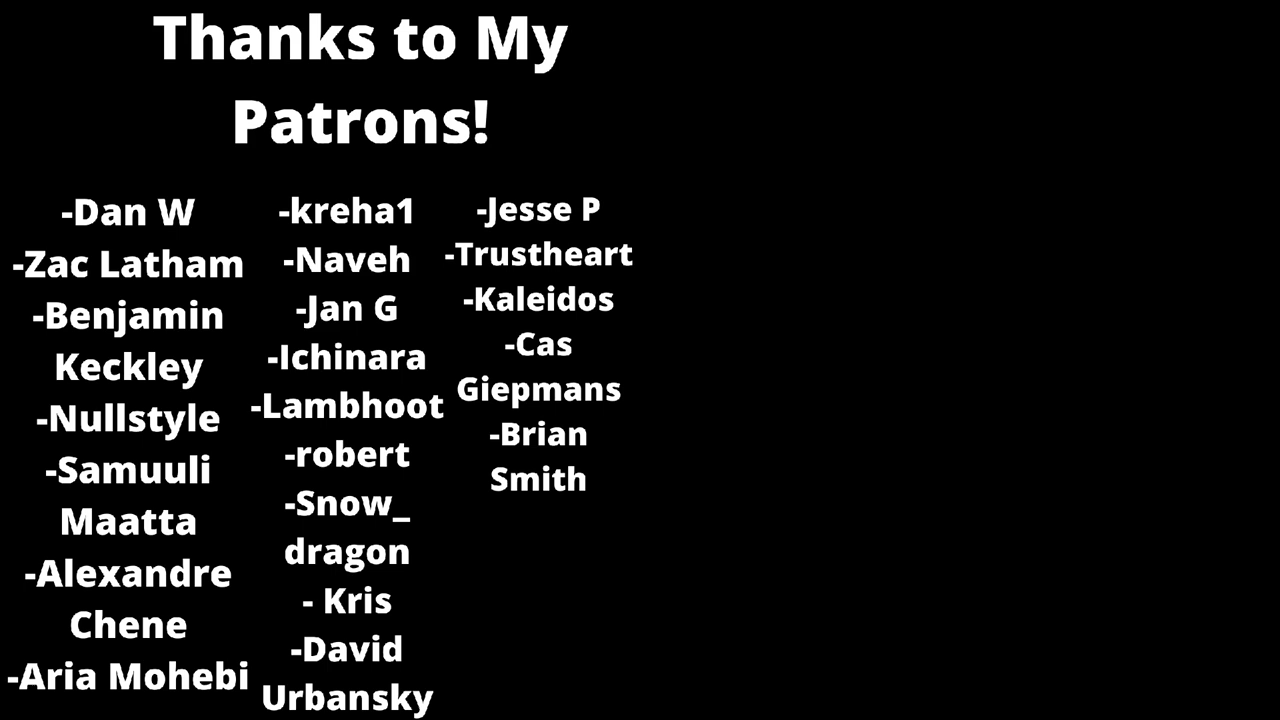 Thanks to My
Patrons!
-Dan W
-Zac Latham
-Benjamin
Keckley
-Nullstyle
-Samuuli
Maatta
-Alexandre
Chene
-Aria Mohebi
-kreha1
-Naveh
-Jan G
-Ichinara
-Lambhoot
-robert
-Snow_
dragon
- Kris
-David
Urbansky
-Jesse P
-Trustheart
-Kaleidos
-Cas
Giepmans
-Brian
Smith